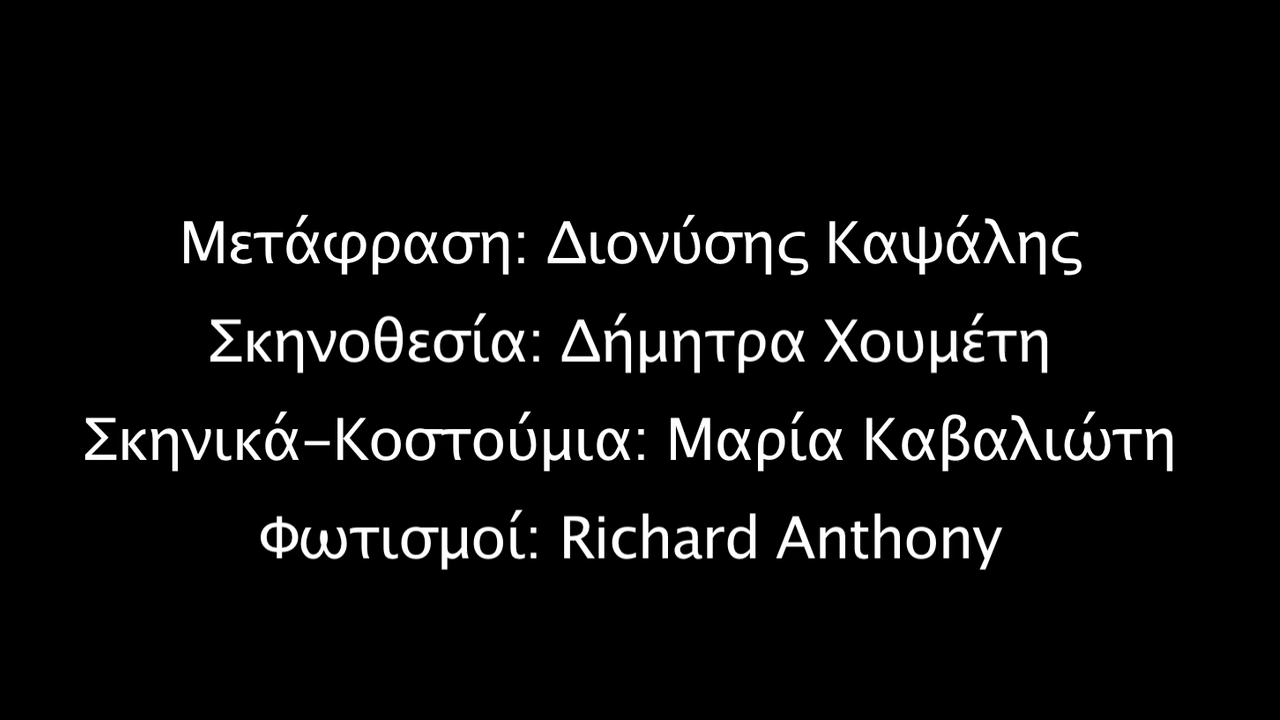 Μετάφραση: Διονύσης Καψάλης
Σκηνοθεσία: Δήμητρα Χουμέτη
Σκηνικά-Κοστούμια: Μαρία Καβαλιώτη
Φωτισμοί: Richard Anthony